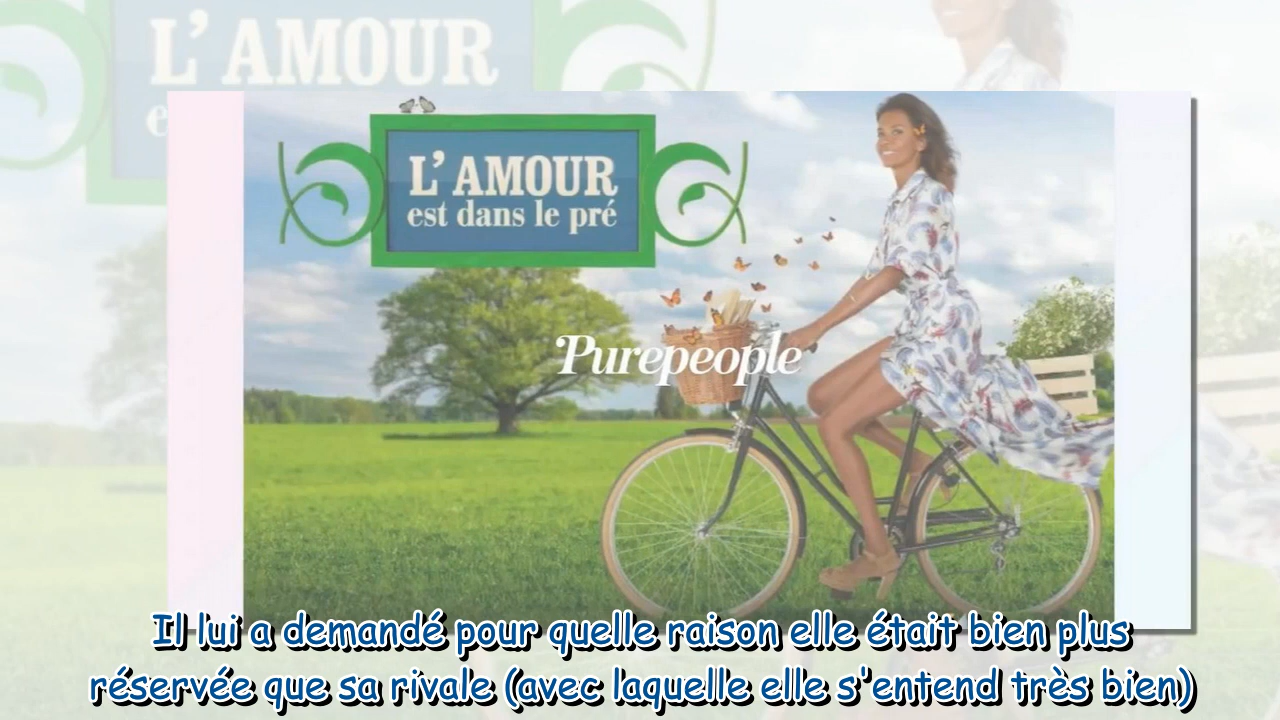 L'AMOUR
e
L'AMOUR
est dans le pré
Purepeople
Il lui a demandé pour quelle raison elle était bien plus
réservée que sa rivale (avec laquelle elle s'entend très bien)